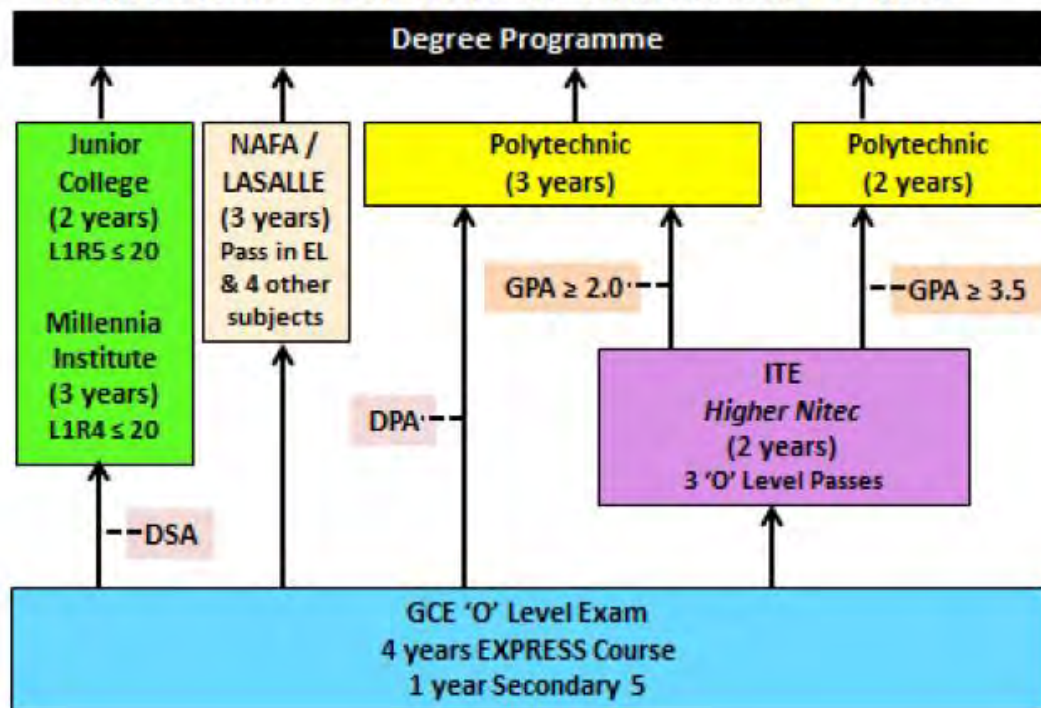 Degree Programme
Junior
College
(2 years)
L1R5 ≤ 20
Millennia
Institute
(3 years)
L1R4 ≤ 20
NAFA /
LASALLE
(3 years)
Pass in EL
& 4 other
subjects
Polytechnic
(3 years)
Polytechnic
(2 years)
GPA ≥ 2.0
GPA ≥ 3.5
ITE
Higher Nitec
(2 years)
3 ‘O’ Level Passes
DPA
DSA
GCE ‘O’ Level Exam
4 years EXPRESS Course
1 year Secondary 5